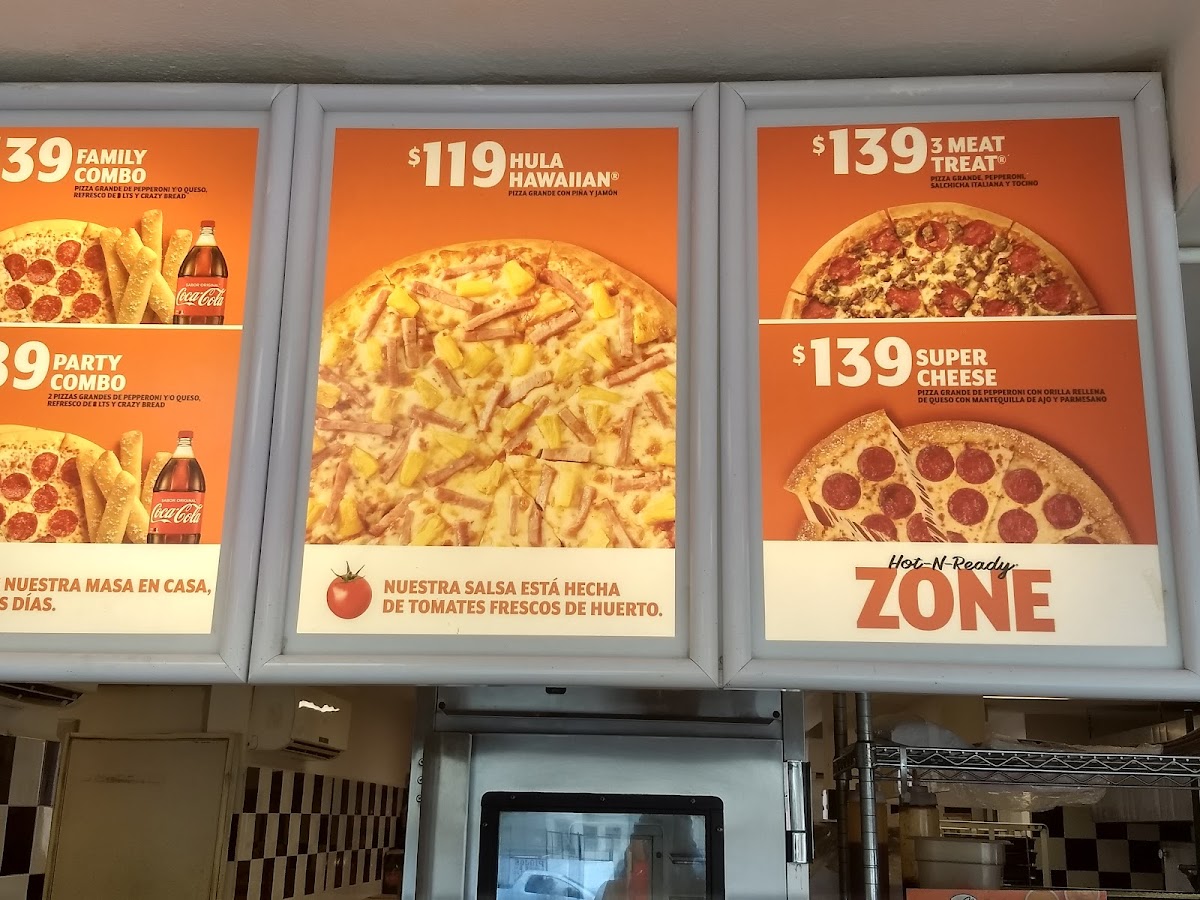 39 FAMILY
COMBO
PIZZA GRANDE DE PEPPERONI Y/O QUESO,
REFRESCO DE LTS Y CRAZY BREAD
SABOR ORIGINAL
Coca-Cola
39 PARTY
COMBO
2 PIZZAS GRANDES DE PEPPERONI Y/O QUESO,
REFRESCO DE LTS Y CRAZY BREAD
SABOR ORIGINAL
Coca-Cola
NUESTRA MASA EN CASA,
S DÍAS.
$119 HULA
HAWAIIAN®
PIZZA GRANDE CON PIÑA Y JAMÓN
NUESTRA SALSA ESTÁ HECHA
DE TOMATES FRESCOS DE HUERTO.
$139 3 MEAT
TREAT®
PIZZA GRANDE, PEPPERONI,
SALCHICHA ITALIANA Y TOCINO
$139 SUPER
CHEESE
PIZZA GRANDE DE PEPPERONI CON ORILLA RELLENA
DE QUESO CON MANTEQUILLA DE AJO Y PARMESANO
Hot-N-Ready
ZONE